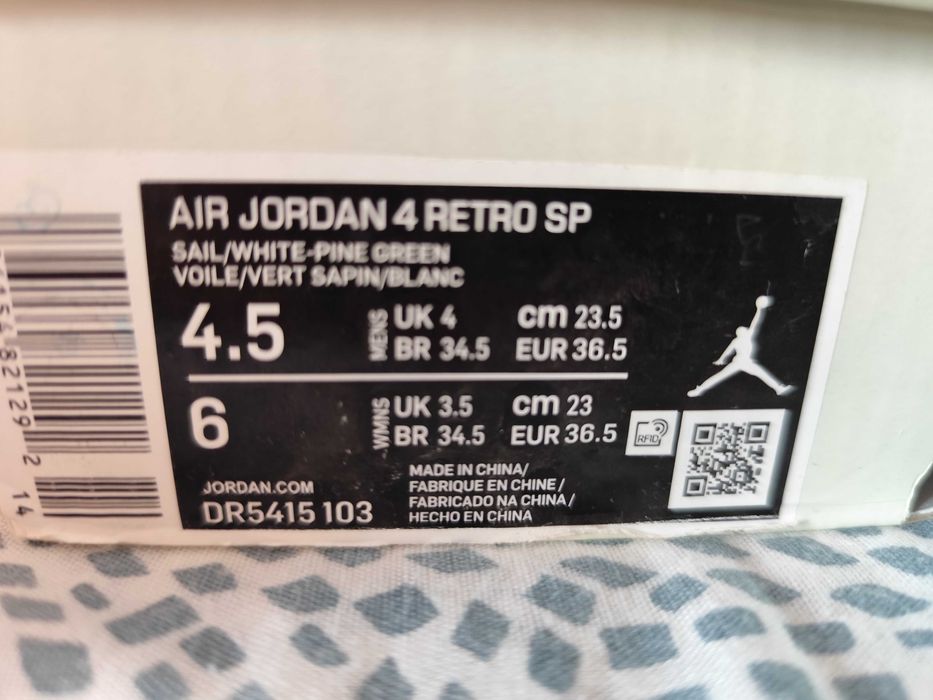 AIR JORDAN 4 RETRO SP
SAIL/WHITE-PINE GREEN
VOILE/VERT SAPIN/BLANC
4.5 MENS UK 4 cm 23.5
BR 34.5 EUR 36.5
6 WMNS UK 3.5 cm 23
BR 34.5 EUR 36.5
RFID
JORDAN.COM
DR5415 103
MADE IN CHINA/
FABRIQUE EN CHINE /
FABRICADO NA CHINA /
HECHO EN CHINA
82129 2 14